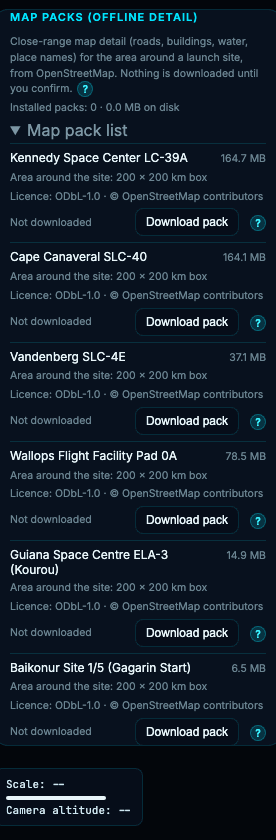 MAP PACKS (OFFLINE DETAIL)
Close-range map detail (roads, buildings, water,
place names) for the area around a launch site,
from OpenStreetMap. Nothing is downloaded until
you confirm. ?
Installed packs: 0 · 0.0 MB on disk
▼ Map pack list
Kennedy Space Center LC-39A 164.7 MB
Area around the site: 200 × 200 km box
Licence: ODbL-1.0 · © OpenStreetMap contributors
Not downloaded Download pack ?
Cape Canaveral SLC-40 164.1 MB
Area around the site: 200 × 200 km box
Licence: ODbL-1.0 · © OpenStreetMap contributors
Not downloaded Download pack ?
Vandenberg SLC-4E 37.1 MB
Area around the site: 200 × 200 km box
Licence: ODbL-1.0 · © OpenStreetMap contributors
Not downloaded Download pack ?
Wallops Flight Facility Pad 0A 78.5 MB
Area around the site: 200 × 200 km box
Licence: ODbL-1.0 · © OpenStreetMap contributors
Not downloaded Download pack ?
Guiana Space Centre ELA-3 14.9 MB
(Kourou)
Area around the site: 200 × 200 km box
Licence: ODbL-1.0 · © OpenStreetMap contributors
Not downloaded Download pack ?
Baikonur Site 1/5 (Gagarin Start) 6.5 MB
Area around the site: 200 × 200 km box
Licence: ODbL-1.0 · © OpenStreetMap contributors
Not downloaded Download pack ?
Scale: --
Camera altitude: --